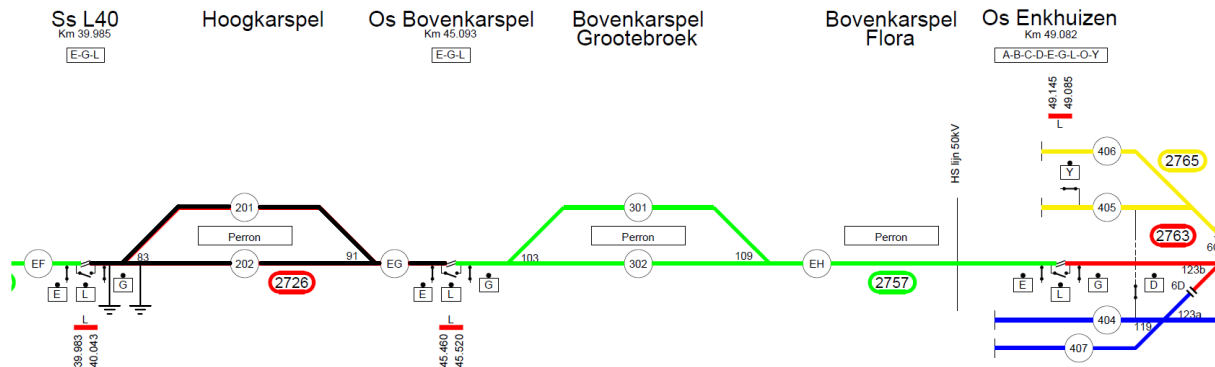 Ss L40
Km 39.985
E-G-L
Hoogkarspel
Os Bovenkarspel
Km 45.093
E-G-L
Bovenkarspel
Grootebroek
Bovenkarspel
Flora
Os Enkhuizen
Km 49.082
A-B-C-D-E-G-L-O-Y
49.145
49.085
L
HS lijn 50kV
406
2765
Y
201
301
405
Perron
Perron
Perron
2763
EF
83
202
91
EG
103
302
109
EH
123b
E
L
G
2726
E
L
G
2757
E
L
G
D
6D
L
39.983
40.043
L
45.460
45.520
404
119
123a
407